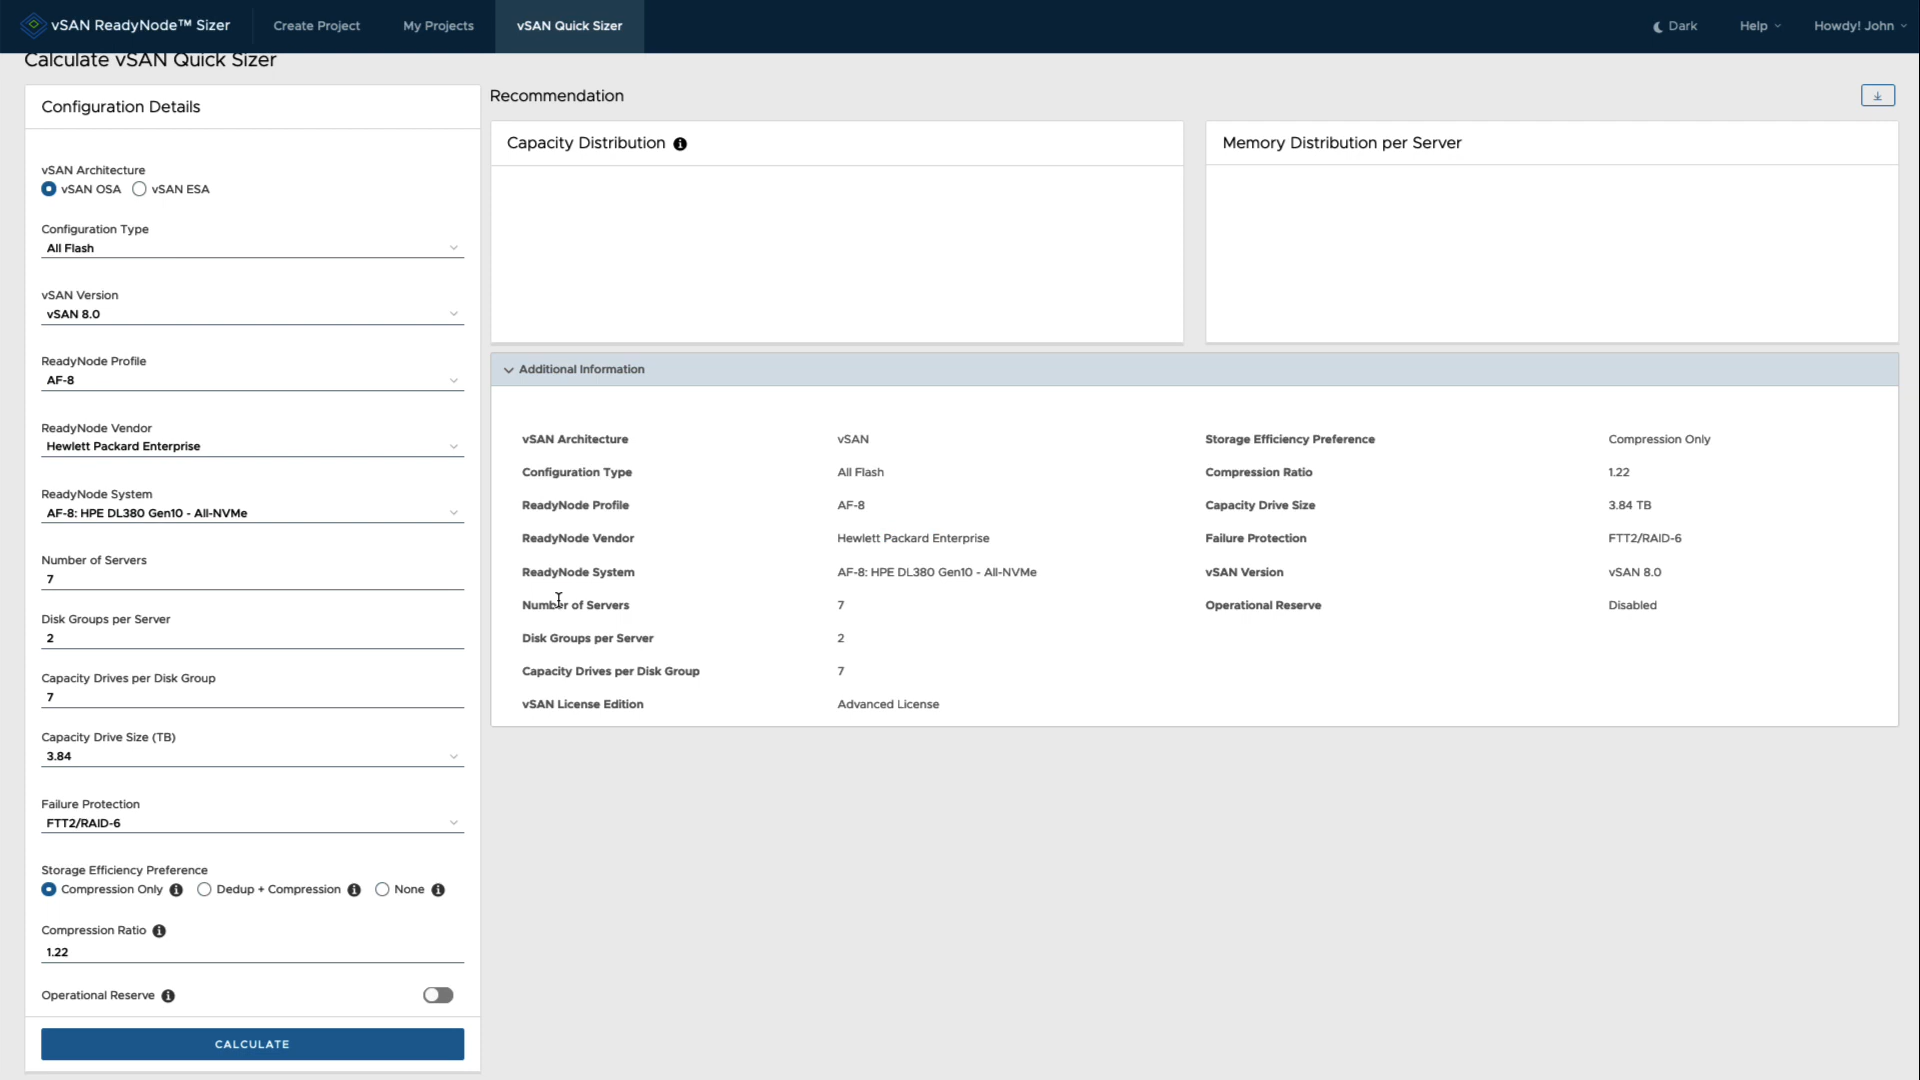 vSAN ReadyNode™ Sizer
Create Project
My Projects
vSAN Quick Sizer
Dark
Help
Howdy! John
Calculate vSAN Quick Sizer
Configuration Details
vSAN Architecture
vSAN OSA
vSAN ESA
Configuration Type
All Flash
vSAN Version
vSAN 8.0
ReadyNode Profile
AF-8
ReadyNode Vendor
Hewlett Packard Enterprise
ReadyNode System
AF-8: HPE DL380 Gen10 - All-NVMe
Number of Servers
7
Disk Groups per Server
2
Capacity Drives per Disk Group
7
Capacity Drive Size (TB)
3.84
Failure Protection
FTT2/RAID-6
Storage Efficiency Preference
Compression Only
Dedup + Compression
None
Compression Ratio
1.22
Operational Reserve
CALCULATE
Recommendation
Capacity Distribution
Memory Distribution per Server
Additional Information
vSAN Architecture vSAN
Configuration Type All Flash
ReadyNode Profile AF-8
ReadyNode Vendor Hewlett Packard Enterprise
ReadyNode System AF-8: HPE DL380 Gen10 - All-NVMe
Number of Servers 7
Disk Groups per Server 2
Capacity Drives per Disk Group 7
vSAN License Edition Advanced License
Storage Efficiency Preference Compression Only
Compression Ratio 1.22
Capacity Drive Size 3.84 TB
Failure Protection FTT2/RAID-6
vSAN Version vSAN 8.0
Operational Reserve Disabled